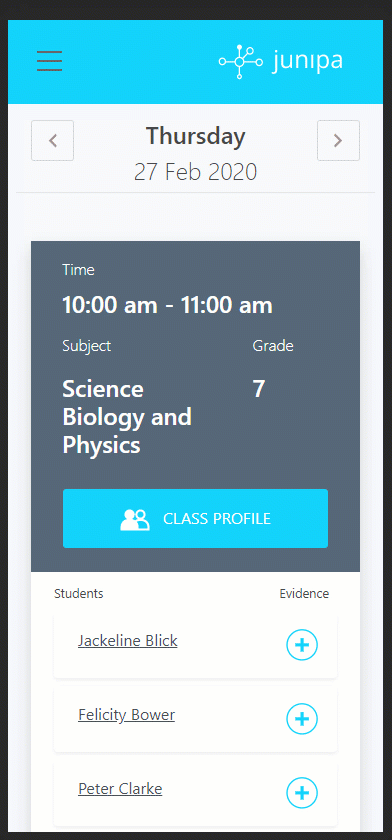 junipa
Thursday
27 Feb 2020
Time
10:00 am - 11:00 am
Subject
Grade
Science
Biology and
Physics
7
CLASS PROFILE
Students
Evidence
Jackeline Blick
Felicity Bower
Peter Clarke